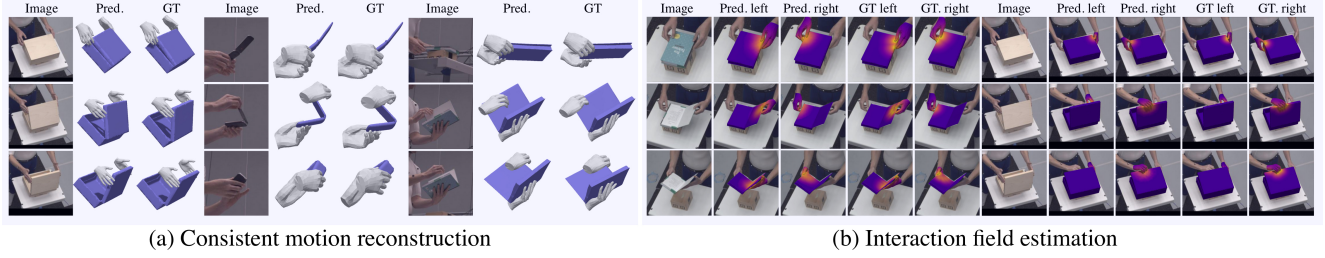 Image Pred. GT Image Pred. GT Image Pred. GT
Image Pred. left Pred. right GT left GT. right Image Pred. left Pred. right GT left GT. right
(a) Consistent motion reconstruction
(b) Interaction field estimation